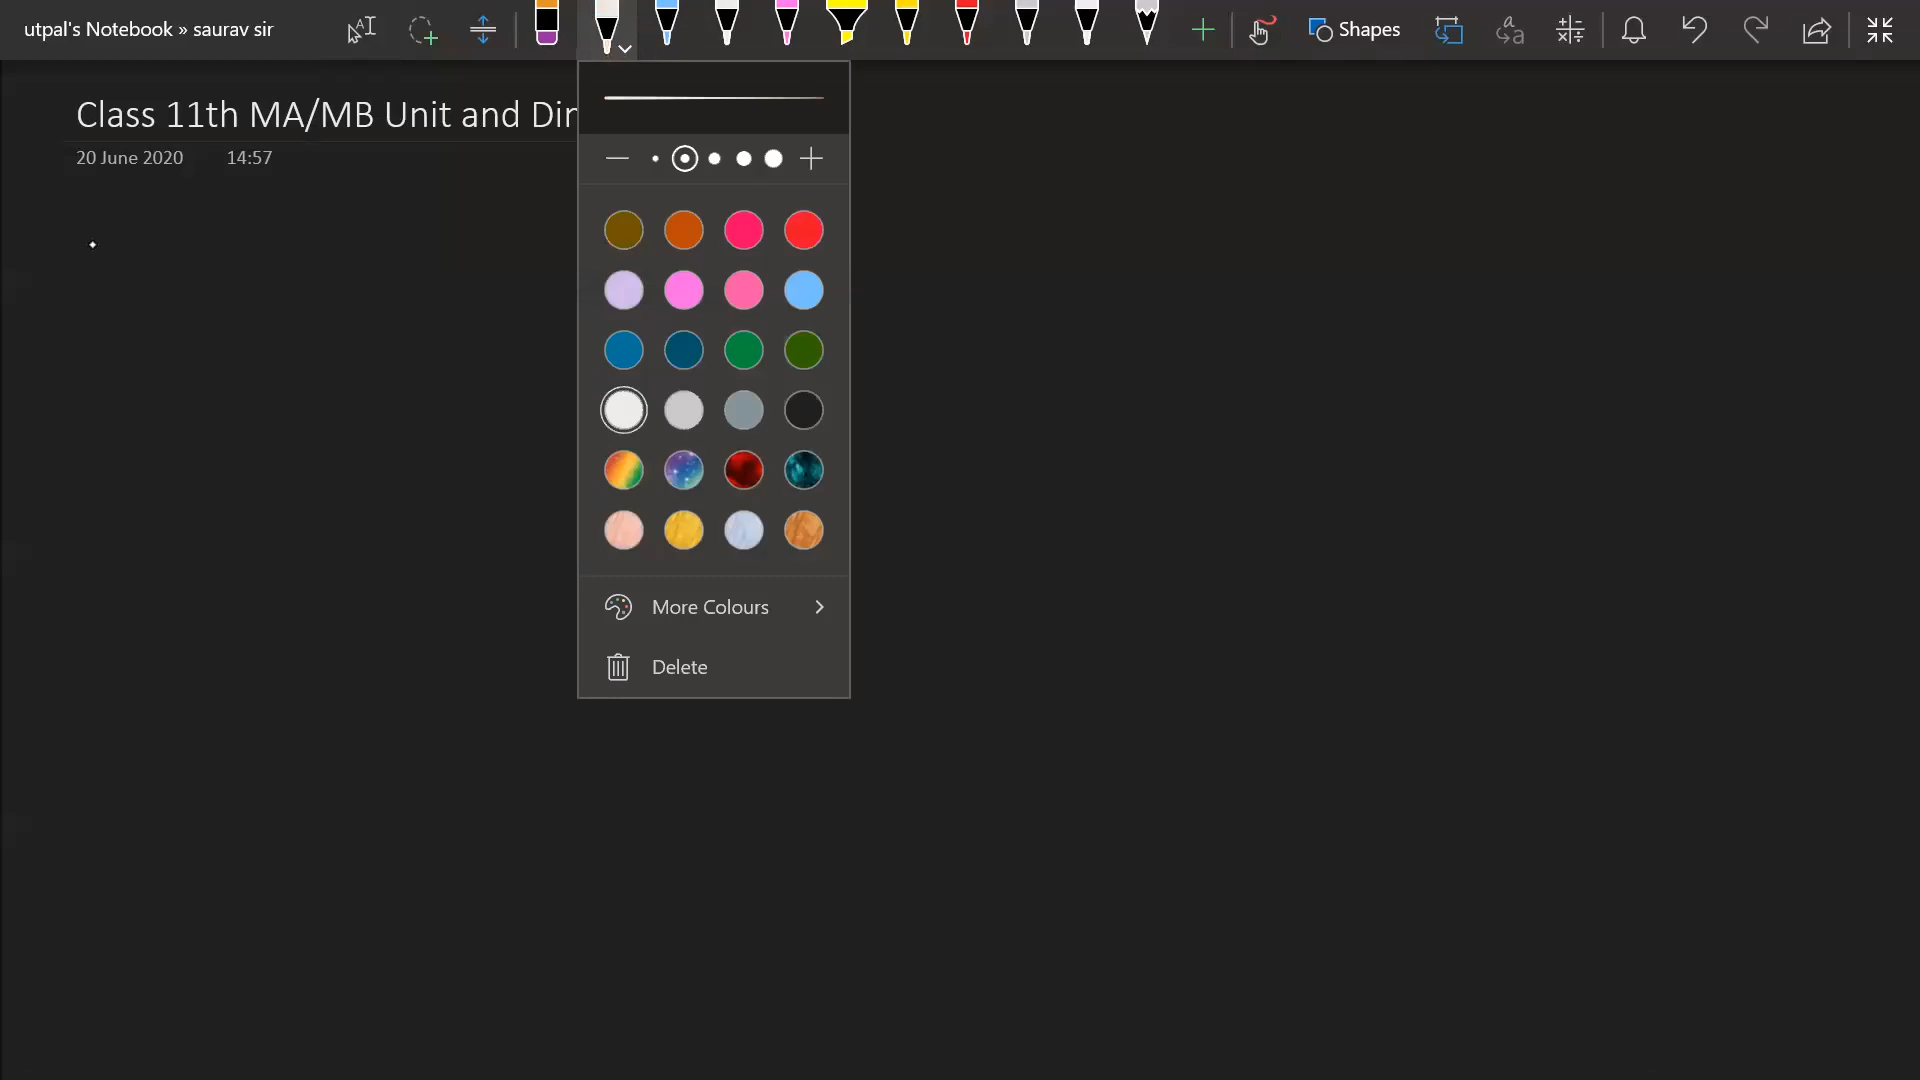 utpal's Notebook » saurav sir
Shapes
Class 11th MA/MB Unit and
20 June 2020 14:57
More Colours
Delete